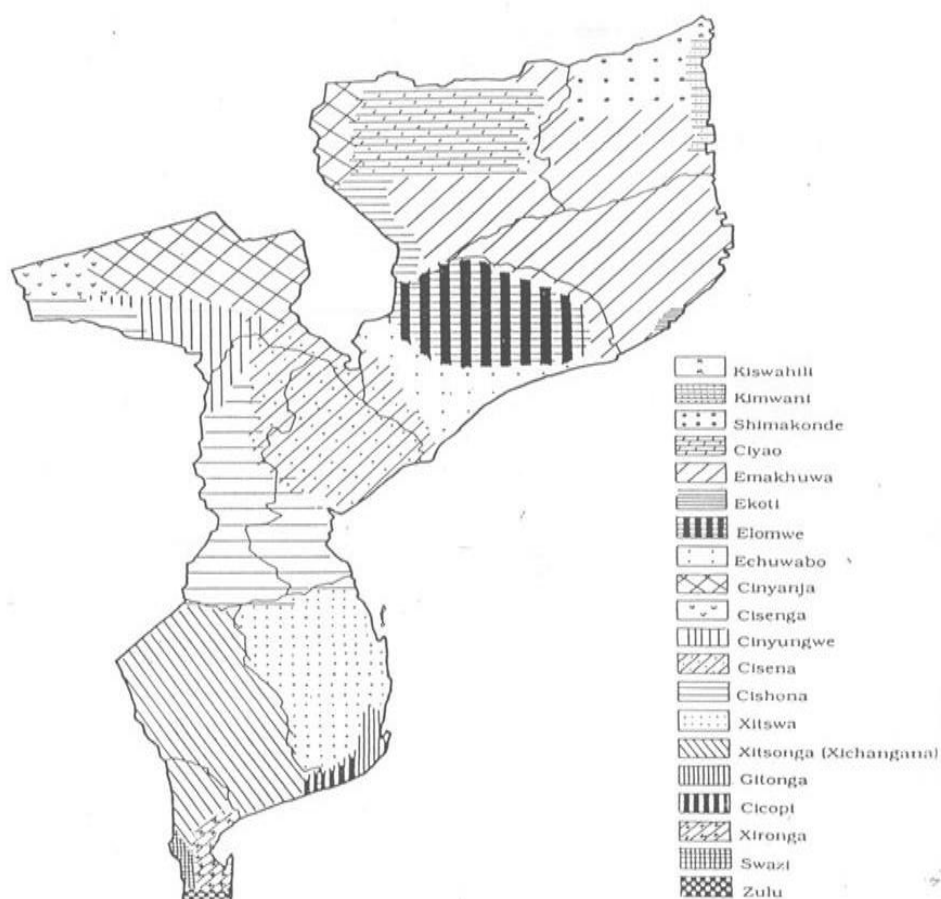 Kiswahili
Kimwani
Shimakonde
Ciyao
Emakhuwa
Ekoti
Elomwe
Echuwabo
Cinyanja
Cisenga
Cinyungwe
Cisena
Cishona
Xitswa
Xitsonga (Xichangana)
Gitonga
Cicopi
Xironga
Swazi
Zulu